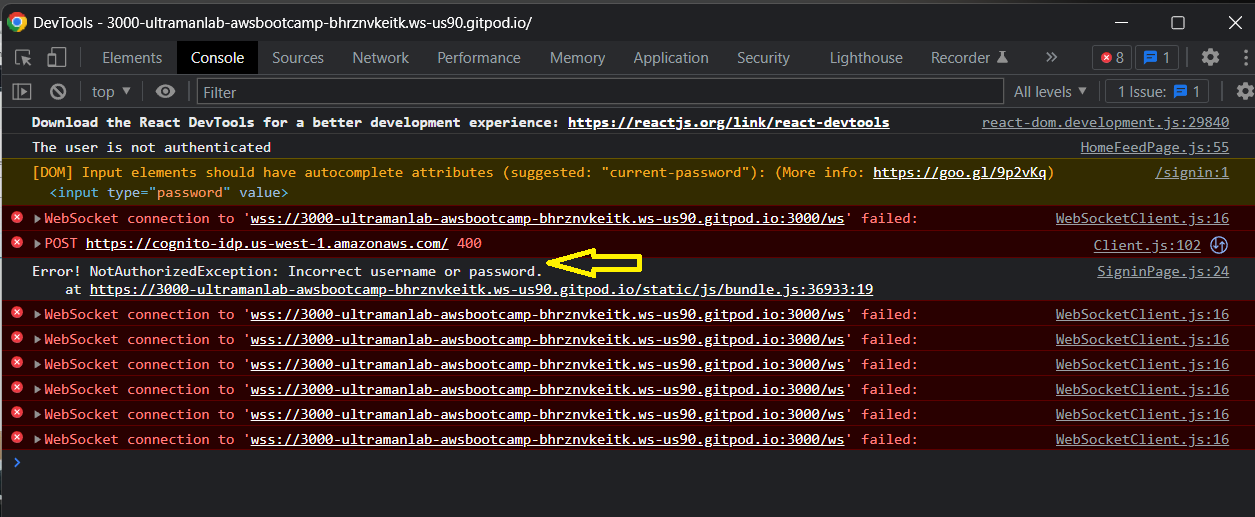 DevTools - 3000-ultramanlab-awsbootcamp-bhrznvkeitk.ws-us90.gitpod.io/
Elements Console Sources Network Performance Memory Application Security Lighthouse Recorder » 8 1
top ▼ Filter All levels ▼ 1 Issue: 1
Download the React DevTools for a better development experience: https://reactjs.org/link/react-devtools react-dom.development.js:29840
The user is not authenticated HomeFeedPage.js:55
[DOM] Input elements should have autocomplete attributes (suggested: "current-password"): (More info: https://goo.gl/9p2vKq) /signin:1
<input type="password" value>
WebSocket connection to 'wss://3000-ultramanlab-awsbootcamp-bhrznvkeitk.ws-us90.gitpod.io:3000/ws' failed: WebSocketClient.js:16
POST https://cognito-idp.us-west-1.amazonaws.com/ 400 Client.js:102
Error! NotAuthorizedException: Incorrect username or password. SigninPage.js:24
at https://3000-ultramanlab-awsbootcamp-bhrznvkeitk.ws-us90.gitpod.io/static/js/bundle.js:36933:19
WebSocket connection to 'wss://3000-ultramanlab-awsbootcamp-bhrznvkeitk.ws-us90.gitpod.io:3000/ws' failed: WebSocketClient.js:16
WebSocket connection to 'wss://3000-ultramanlab-awsbootcamp-bhrznvkeitk.ws-us90.gitpod.io:3000/ws' failed: WebSocketClient.js:16
WebSocket connection to 'wss://3000-ultramanlab-awsbootcamp-bhrznvkeitk.ws-us90.gitpod.io:3000/ws' failed: WebSocketClient.js:16
WebSocket connection to 'wss://3000-ultramanlab-awsbootcamp-bhrznvkeitk.ws-us90.gitpod.io:3000/ws' failed: WebSocketClient.js:16
WebSocket connection to 'wss://3000-ultramanlab-awsbootcamp-bhrznvkeitk.ws-us90.gitpod.io:3000/ws' failed: WebSocketClient.js:16
WebSocket connection to 'wss://3000-ultramanlab-awsbootcamp-bhrznvkeitk.ws-us90.gitpod.io:3000/ws' failed: WebSocketClient.js:16